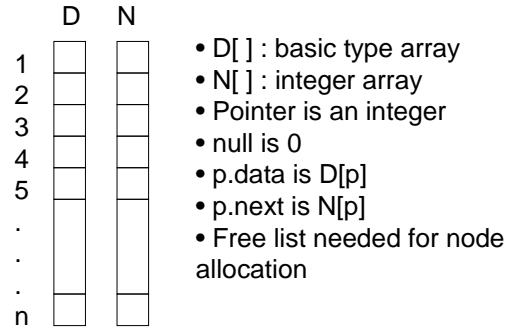 D N
1
2
3
4
5
.
.
.
n
• D[ ] : basic type array
• N[ ] : integer array
• Pointer is an integer
• null is 0
• p.data is D[p]
• p.next is N[p]
• Free list needed for node
allocation